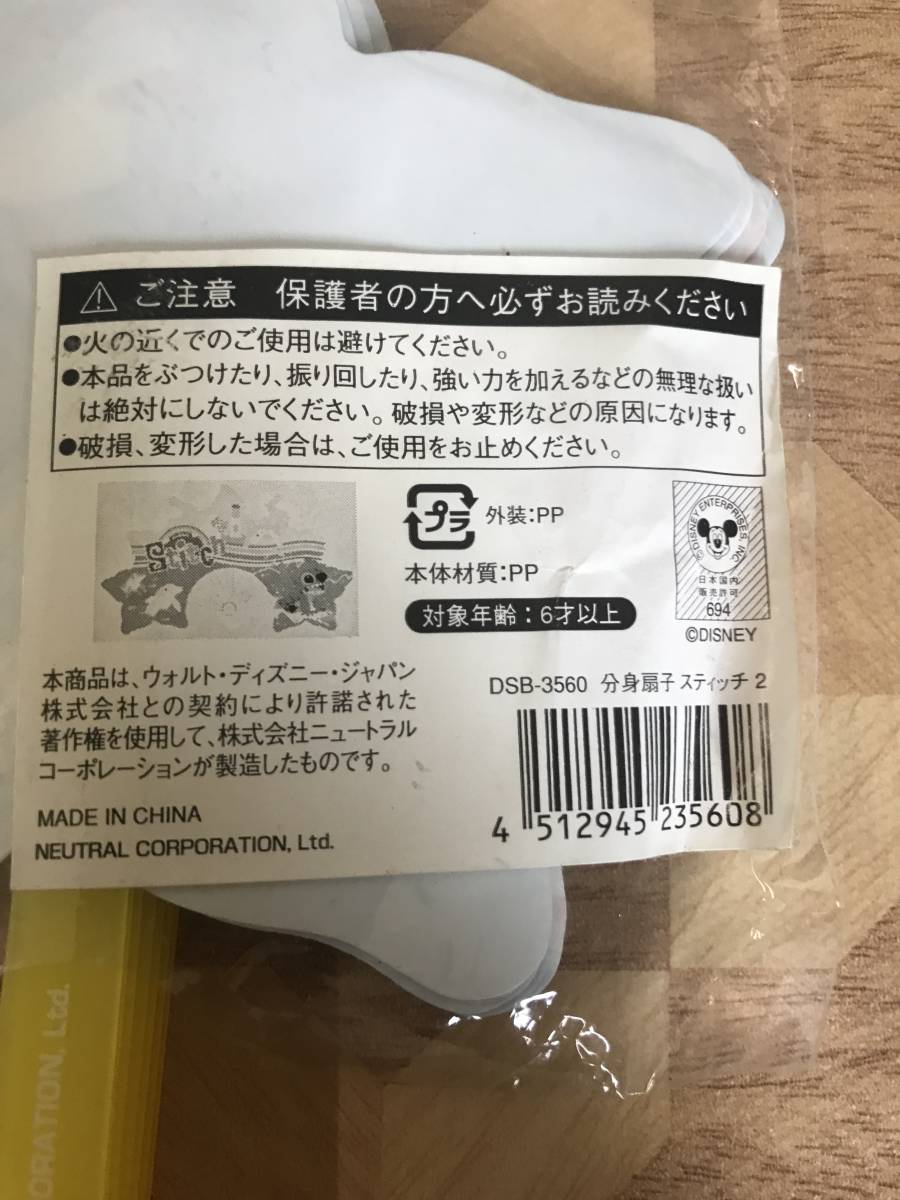 ⚠ ご注意 保護者の方へ必ずお読みください
●火の近くでのご使用は避けてください。
●本品をぶつけたり、振り回したり、強い力を加えるなどの無理な扱い
は絶対にしないでください。破損や変形などの原因になります。
●破損、変形した場合は、ご使用をお止めください。
Stitch
プラ 外装:PP
本体材質:PP
対象年齢:6才以上
©DISNEY ENTERPRISES, INC
日本国内
販売許可
694
©DISNEY
本商品は、ウォルト・ディズニー・ジャパン
株式会社との契約により許諾された
著作権を使用して、株式会社ニュートラル
コーポレーションが製造したものです。
MADE IN CHINA
NEUTRAL CORPORATION, Ltd.
DSB-3560 分身扇子 スティッチ 2
4 512945 235608
ORATION, Ltd.